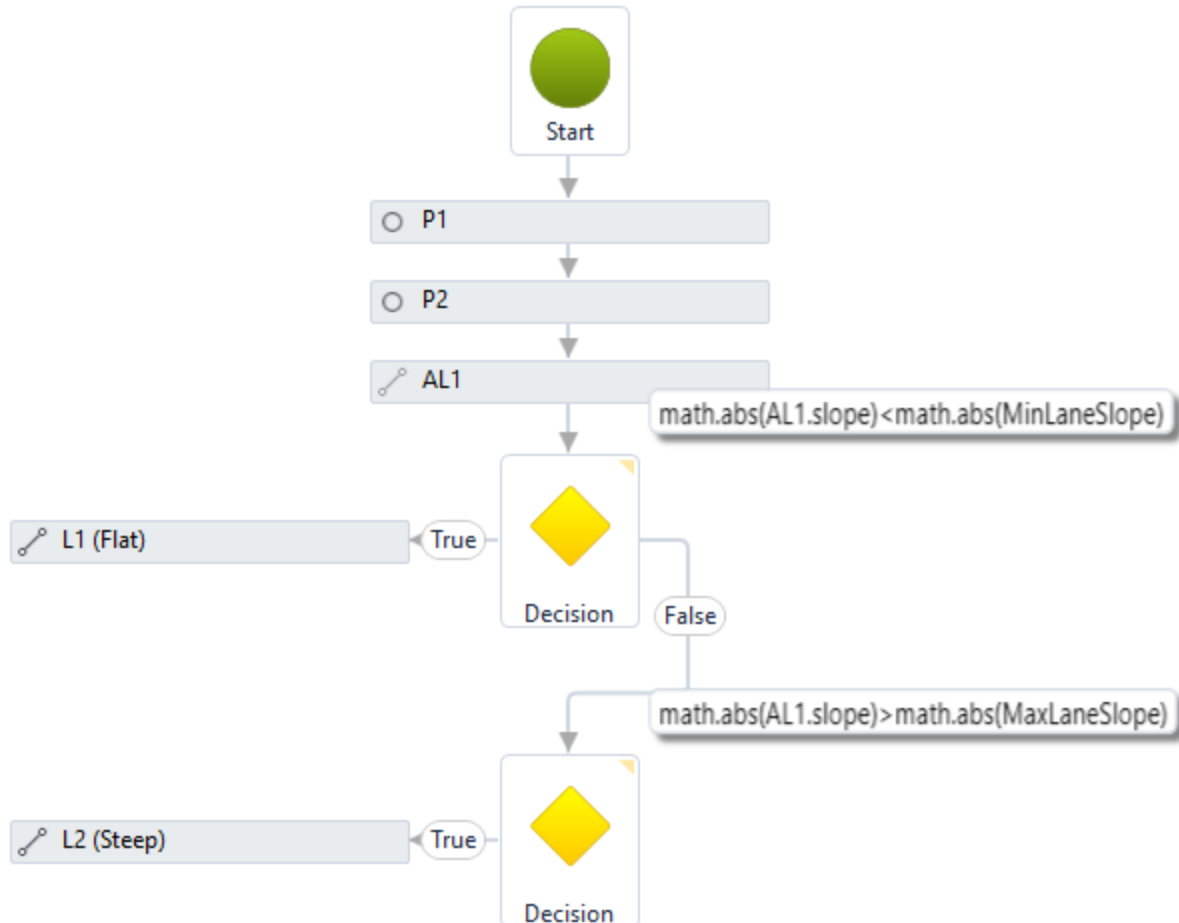 Start
P1
P2
AL1
math.abs(AL1.slope)<math.abs(MinLaneSlope)
L1 (Flat)
True
Decision
False
math.abs(AL1.slope)>math.abs(MaxLaneSlope)
L2 (Steep)
True
Decision